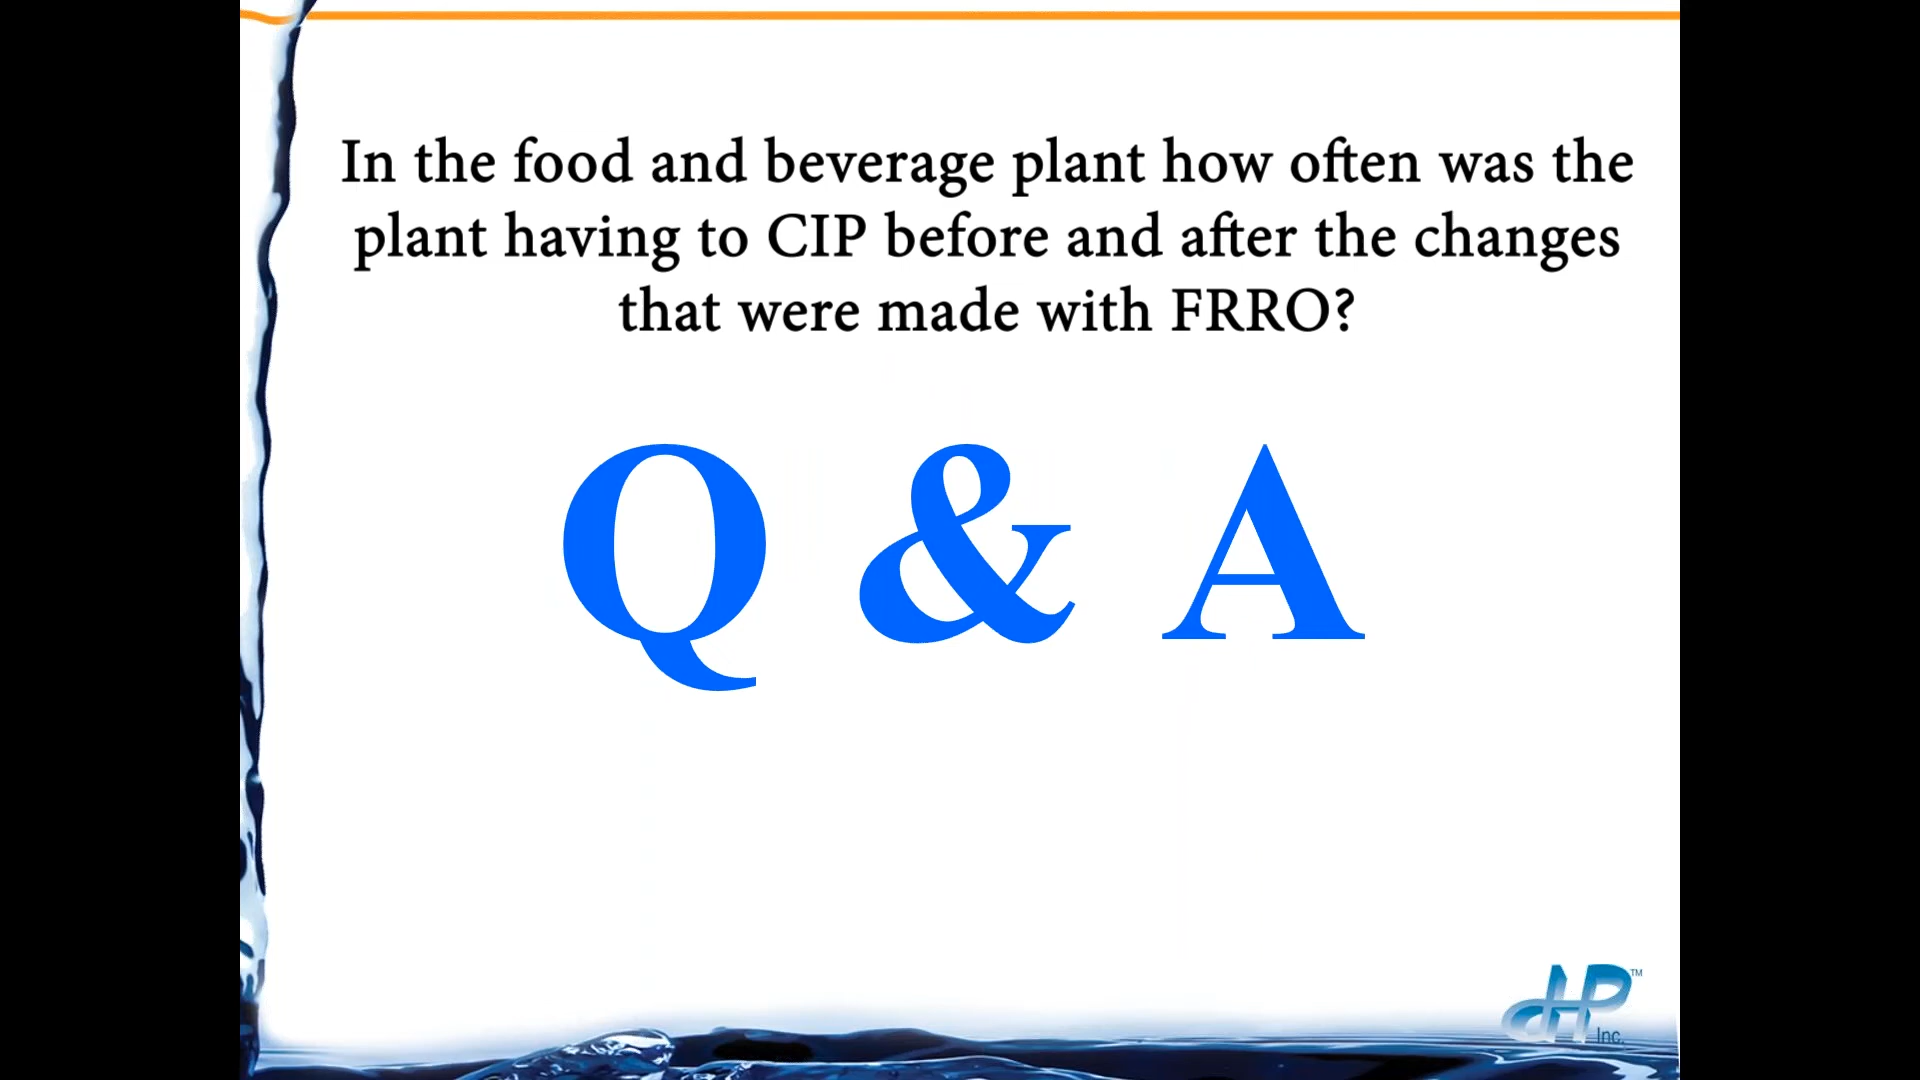 In the food and beverage plant how often was the
plant having to CIP before and after the changes
that were made with FRRO?
Q & A
HP™
Inc.